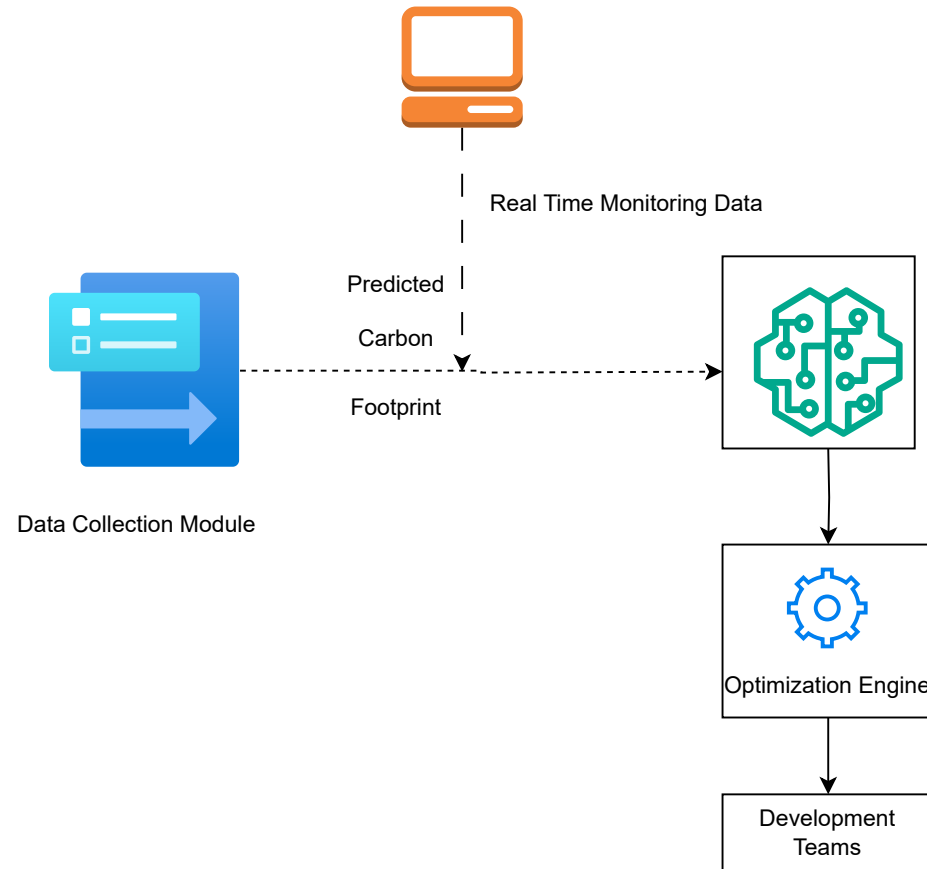 Real Time Monitoring Data
Predicted
Carbon
Footprint
Data Collection Module
Optimization Engine
Development
Teams